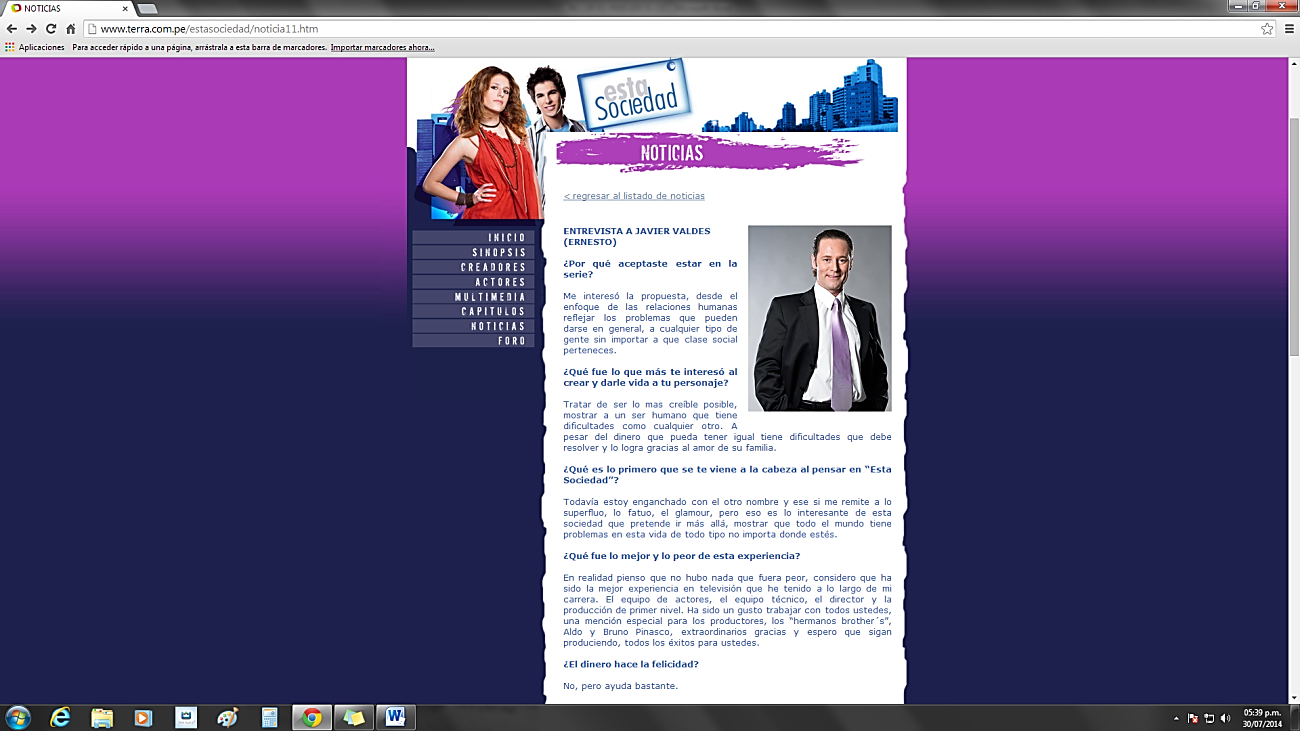 NOTICIAS
www.terra.com.pe/estasociedad/noticia11.htm
Aplicaciones Para acceder rápido a una página, arrástrala a esta barra de marcadores. Importar marcadores ahora...
esta
Sociedad
NOTICIAS
INICIO
SINOPSIS
CREADORES
ACTORES
MULTIMEDIA
CAPITULOS
NOTICIAS
FORO
< regresar al listado de noticias
ENTREVISTA A JAVIER VALDES
(ERNESTO)
¿Por qué aceptaste estar en la
serie?
Me interesó la propuesta, desde el
enfoque de las relaciones humanas
reflejar los problemas que pueden
darse en general, a cualquier tipo de
gente sin importar a que clase social
perteneces.
¿Qué fue lo que más te interesó al
crear y darle vida a tu personaje?
Tratar de ser lo mas creíble posible,
mostrar a un ser humano que tiene
dificultades como cualquier otro. A
pesar del dinero que pueda tener igual tiene dificultades que debe
resolver y lo logra gracias al amor de su familia.
¿Qué es lo primero que se te viene a la cabeza al pensar en “Esta
Sociedad”?
Todavía estoy enganchado con el otro nombre y ese si me remite a lo
superfluo, lo fatuo, el glamour, pero eso es lo interesante de esta
sociedad que pretende ir más allá, mostrar que todo el mundo tiene
problemas en esta vida de todo tipo no importa donde estés.
¿Qué fue lo mejor y lo peor de esta experiencia?
En realidad pienso que no hubo nada que fuera peor, considero que ha
sido la mejor experiencia en televisión que he tenido a lo largo de mi
carrera. El equipo de actores, el equipo técnico, el director y la
producción de primer nivel. Ha sido un gusto trabajar con todos ustedes,
una mención especial para los productores, los “hermanos brother´s”,
Aldo y Bruno Pinasco, extraordinarios gracias y espero que sigan
produciendo, todos los éxitos para ustedes.
¿El dinero hace la felicidad?
No, pero ayuda bastante.
05:39 p.m.
30/07/2014